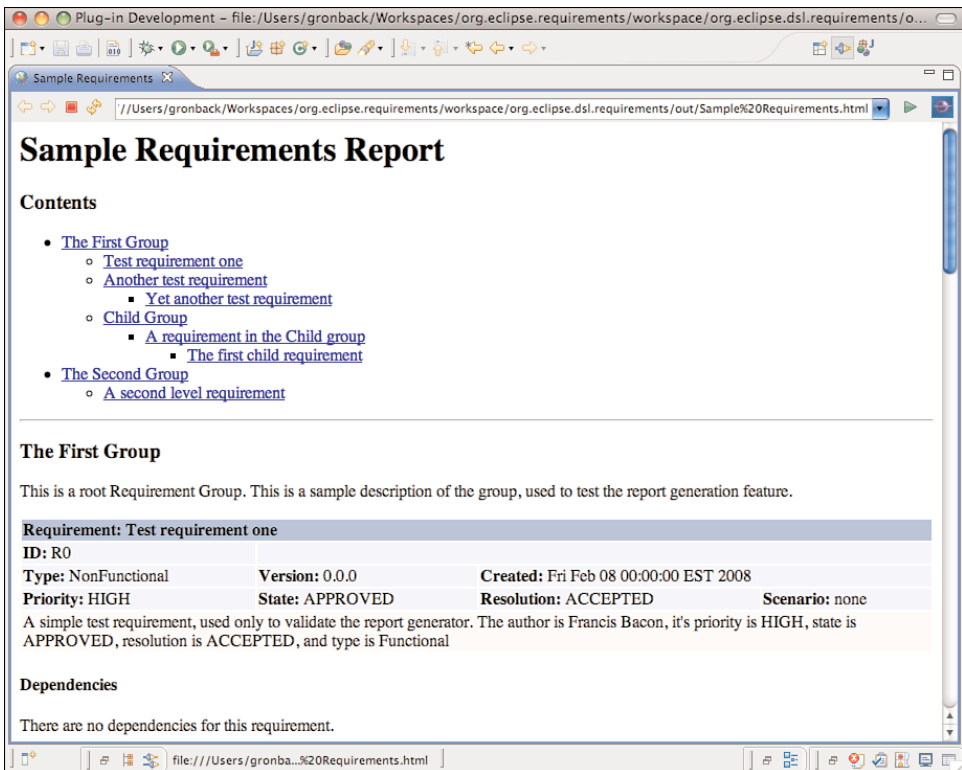 Plug-in Development – file:/Users/gronback/Workspaces/org.eclipse.requirements/workspace/org.eclipse.dsl.requirements/o...
Sample Requirements
'//Users/gronback/Workspaces/org.eclipse.requirements/workspace/org.eclipse.dsl.requirements/out/Sample%20Requirements.html
Sample Requirements Report
Contents
The First Group
Test requirement one
Another test requirement
Yet another test requirement
Child Group
A requirement in the Child group
The first child requirement
The Second Group
A second level requirement
The First Group
This is a root Requirement Group. This is a sample description of the group, used to test the report generation feature.
Requirement: Test requirement one
ID: R0
Type: NonFunctional Version: 0.0.0 Created: Fri Feb 08 00:00:00 EST 2008
Priority: HIGH State: APPROVED Resolution: ACCEPTED Scenario: none
A simple test requirement, used only to validate the report generator. The author is Francis Bacon, it's priority is HIGH, state is
APPROVED, resolution is ACCEPTED, and type is Functional
Dependencies
There are no dependencies for this requirement.
file:///Users/gronba...%20Requirements.html